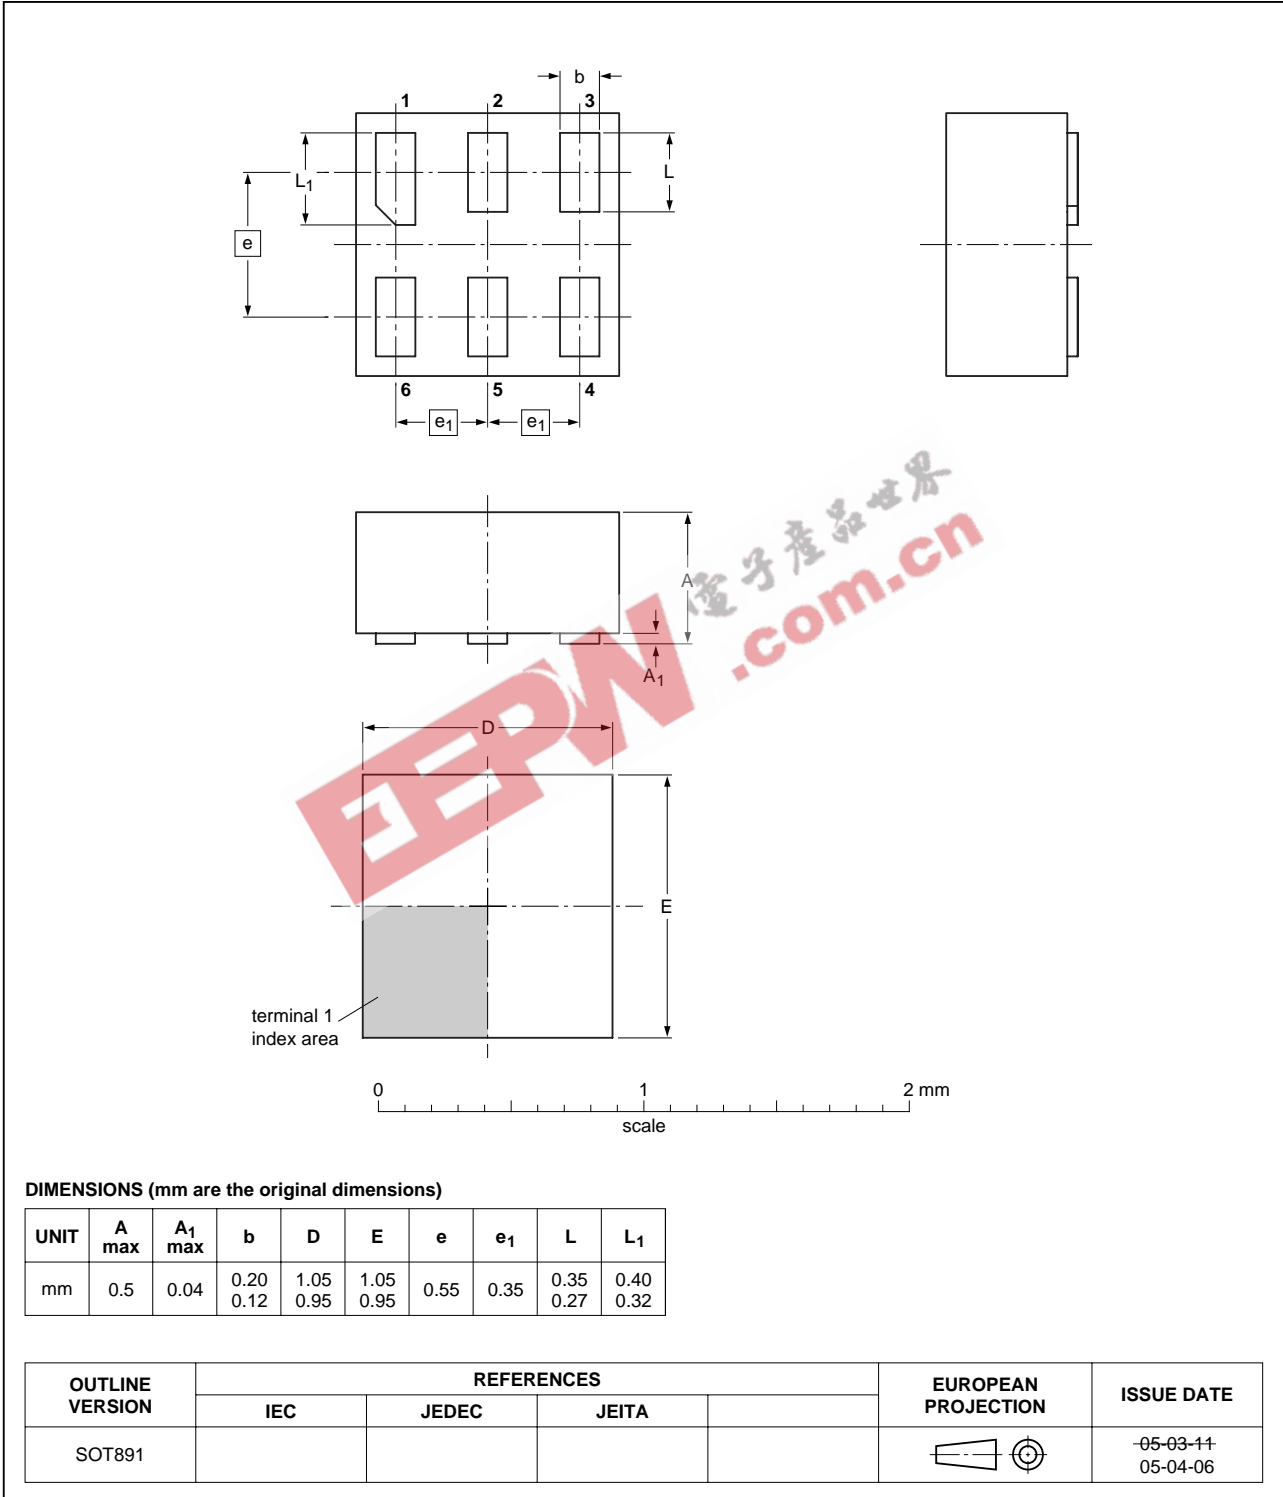 b
1 2 3
L1
L
e
6 5 4
e1 e1
A
A1
D
E
terminal 1
index area
0 1 2 mm
scale
EEPW
.com.cn
電子產品世界
DIMENSIONS (mm are the original dimensions)
UNIT A max A1 max b D E e e1 L L1
mm 0.5 0.04 0.20 0.12 1.05 0.95 1.05 0.95 0.55 0.35 0.35 0.27 0.40 0.32
OUTLINE VERSION REFERENCES EUROPEAN PROJECTION ISSUE DATE
IEC JEDEC JEITA
SOT891 05-03-11
05-04-06